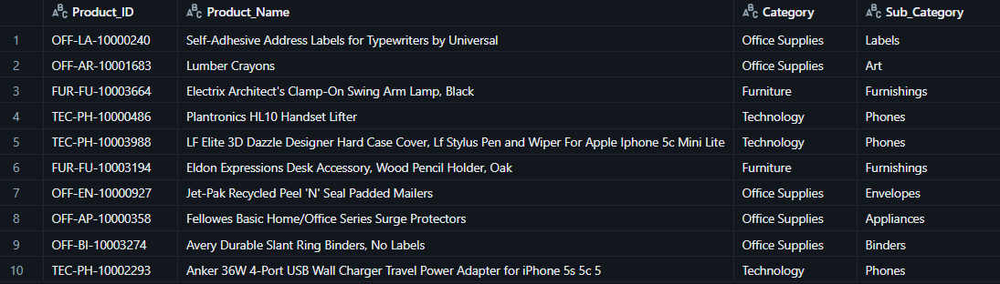 Product_ID Product_Name Category Sub_Category
1 OFF-LA-10000240 Self-Adhesive Address Labels for Typewriters by Universal Office Supplies Labels
2 OFF-AR-10001683 Lumber Crayons Office Supplies Art
3 FUR-FU-10003664 Electrix Architect's Clamp-On Swing Arm Lamp, Black Furniture Furnishings
4 TEC-PH-10000486 Plantronics HL10 Handset Lifter Technology Phones
5 TEC-PH-10003988 LF Elite 3D Dazzle Designer Hard Case Cover, Lf Stylus Pen and Wiper For Apple Iphone 5c Mini Lite Technology Phones
6 FUR-FU-10003194 Eldon Expressions Desk Accessory, Wood Pencil Holder, Oak Furniture Furnishings
7 OFF-EN-10000927 Jet-Pak Recycled Peel 'N' Seal Padded Mailers Office Supplies Envelopes
8 OFF-AP-10000358 Fellowes Basic Home/Office Series Surge Protectors Office Supplies Appliances
9 OFF-BI-10003274 Avery Durable Slant Ring Binders, No Labels Office Supplies Binders
10 TEC-PH-10002293 Anker 36W 4-Port USB Wall Charger Travel Power Adapter for iPhone 5s 5c 5 Technology Phones